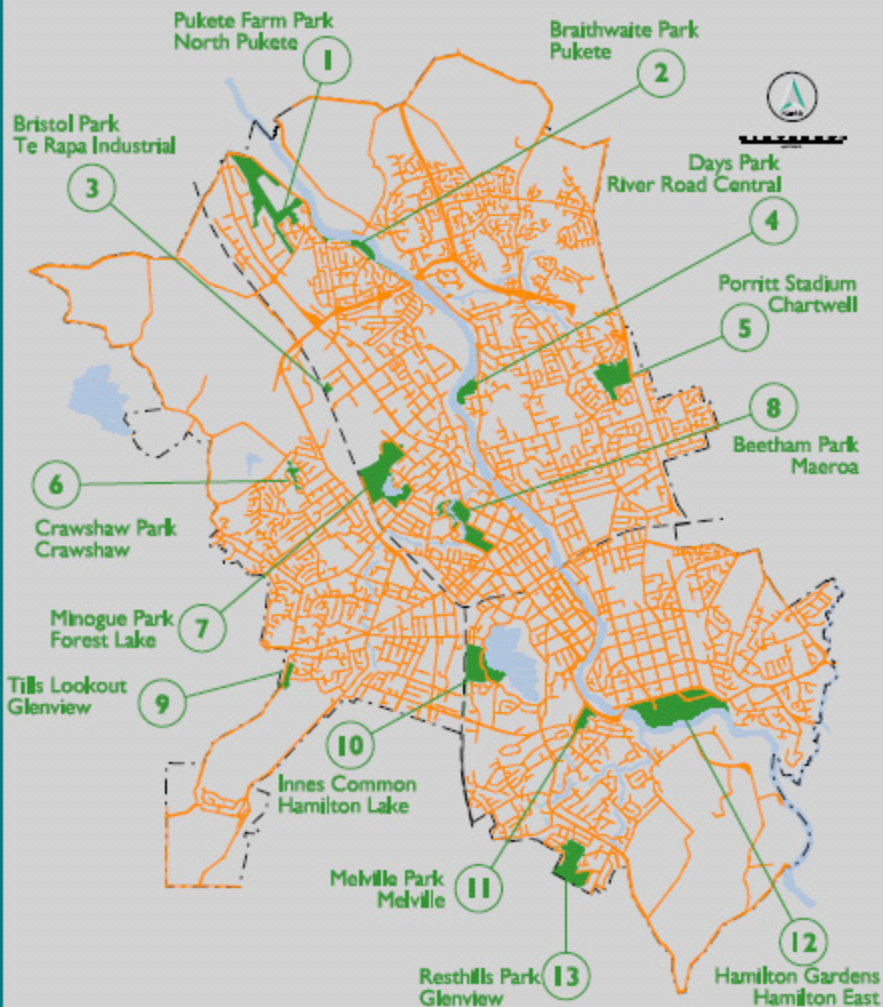 Pukete Farm Park
North Pukete
1
Braithwaite Park
Pukete
2
Bristol Park
Te Rapa Industrial
3
Days Park
River Road Central
4
Porritt Stadium
Chartwell
5
8
Beetham Park
Maeroa
6
Crawshaw Park
Crawshaw
Minogue Park
Forest Lake
7
Tills Lookout
Glenview
9
10
Innes Common
Hamilton Lake
Melville Park
Melville
11
12
Hamilton Gardens
Hamilton East
Resthills Park
Glenview
13